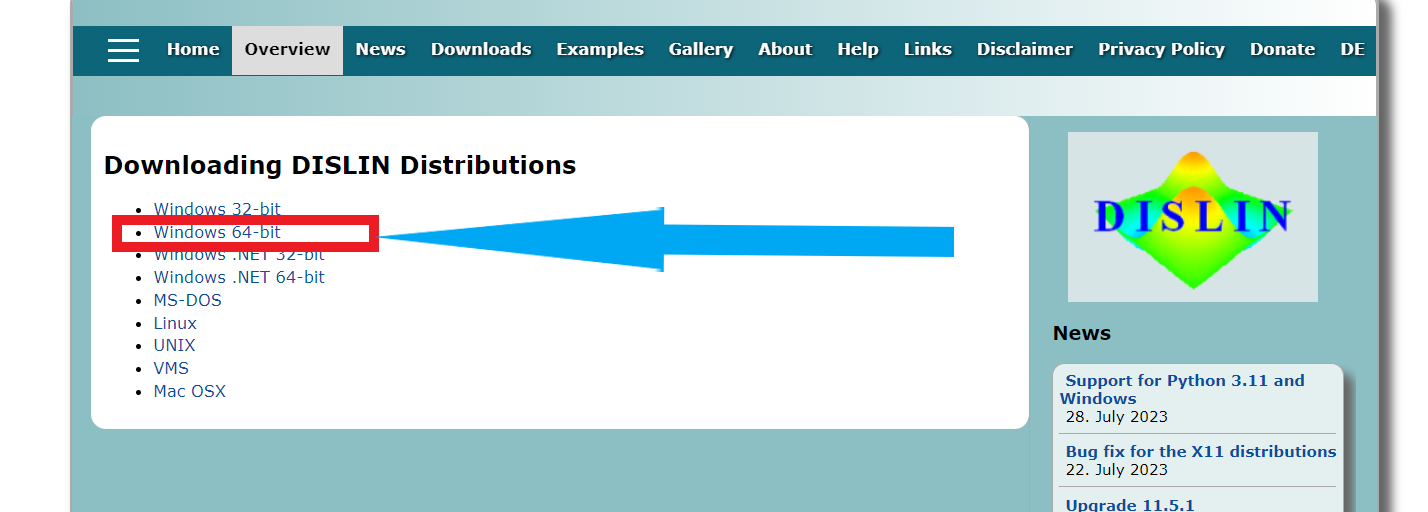 Home Overview News Downloads Examples Gallery About Help Links Disclaimer Privacy Policy Donate DE
Downloading DISLIN Distributions
Windows 32-bit
Windows 64-bit
Windows .NET 32-bit
Windows .NET 64-bit
MS-DOS
Linux
UNIX
VMS
Mac OSX
DISLIN
News
Support for Python 3.11 and
Windows
28. July 2023
Bug fix for the X11 distributions
22. July 2023
Upgrade 11.5.1